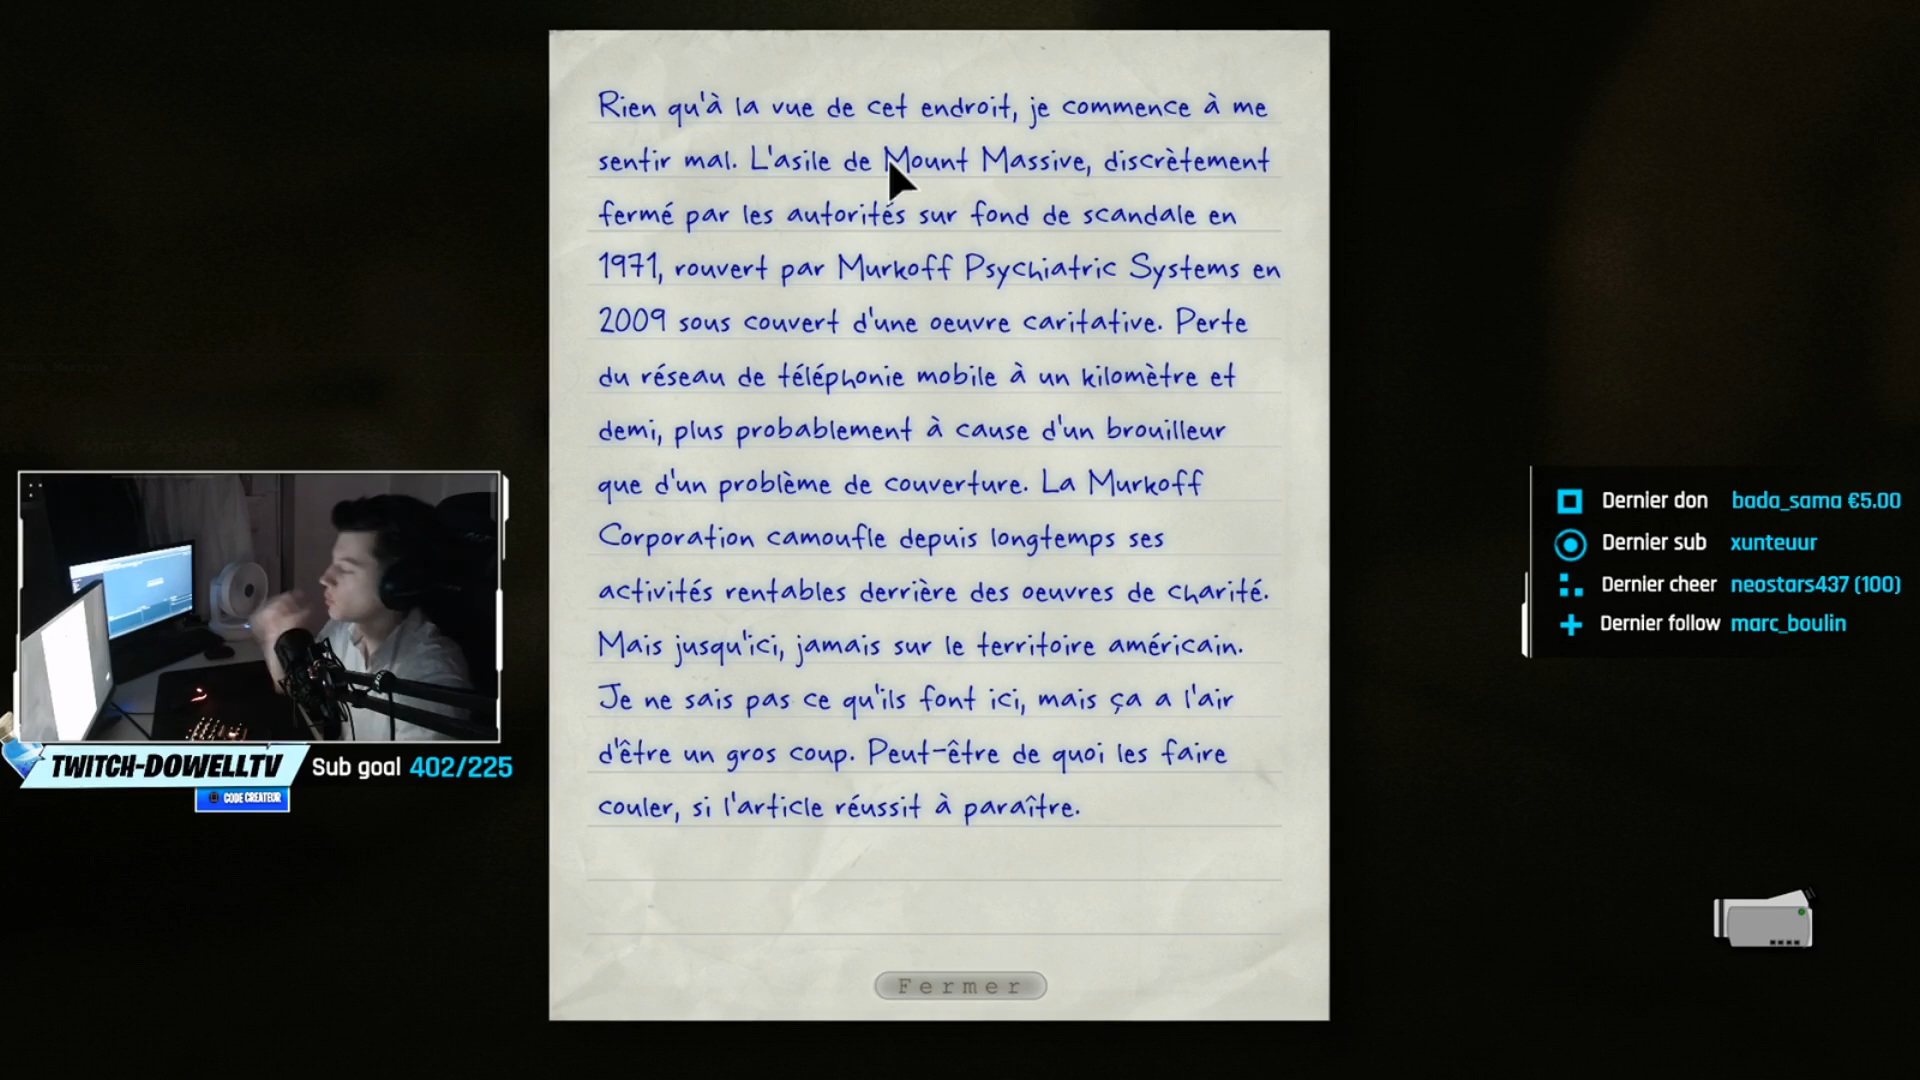 Rien qu'à la vue de cet endroit, je commence à me
sentir mal. L'asile de Mount Massive, discrètement
fermé par les autorités sur fond de scandale en
1971, rouvert par Murkoff Psychiatric Systems en
2009 sous couvert d'une oeuvre caritative. Perte
du réseau de téléphonie mobile à un kilomètre et
demi, plus probablement à cause d'un brouilleur
que d'un problème de couverture. La Murkoff
Corporation camoufle depuis longtemps ses
activités rentables derrière des oeuvres de charité.
Mais jusqu'ici, jamais sur le territoire américain.
Je ne sais pas ce qu'ils font ici, mais ça a l'air
d'être un gros coup. Peut-être de quoi les faire
couler, si l'article réussit à paraître.
Fermer
TWITCH-DOWELLTV
Sub goal 402/225
CODE CREATEUR
Dernier don bada_sama €5.00
Dernier sub xunteuur
Dernier cheer neostars437 (100)
Dernier follow marc_boulin